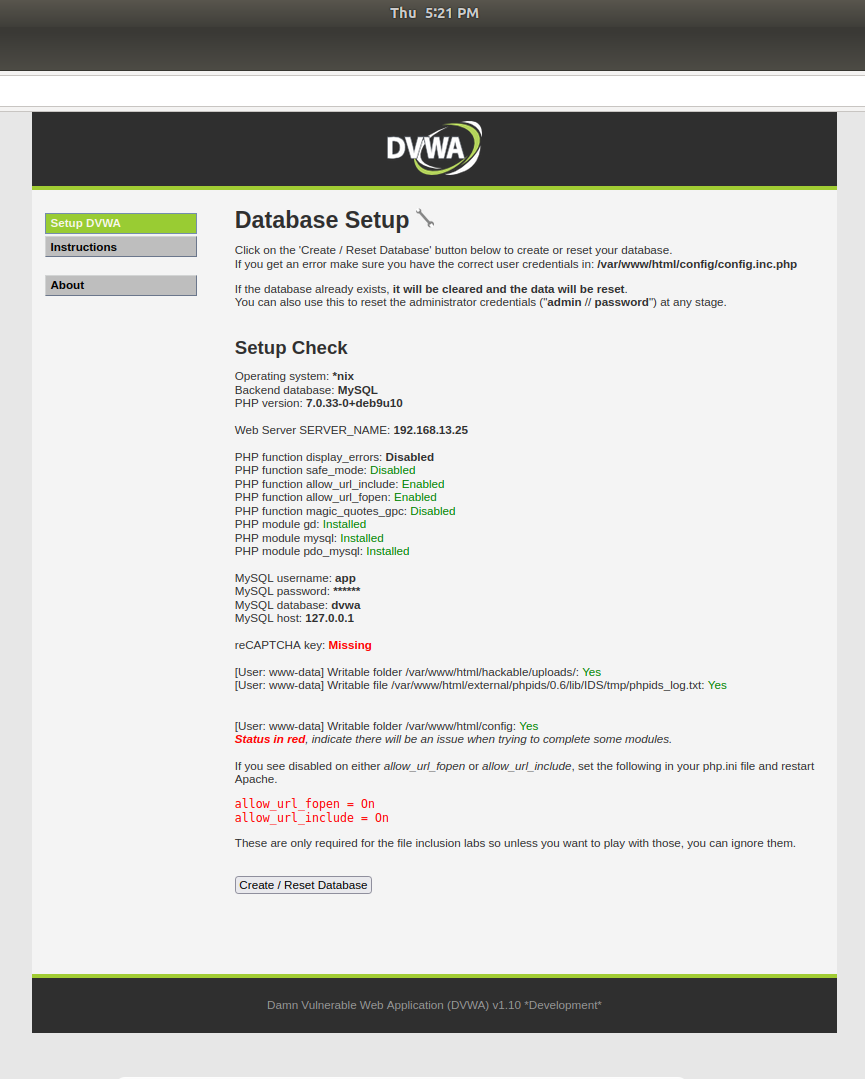 Thu 5:21 PM
DVWA
Setup DVWA
Instructions
About
Database Setup
Click on the 'Create / Reset Database' button below to create or reset your database.
If you get an error make sure you have the correct user credentials in: /var/www/html/config/config.inc.php
If the database already exists, it will be cleared and the data will be reset.
You can also use this to reset the administrator credentials ("admin // password") at any stage.
Setup Check
Operating system: *nix
Backend database: MySQL
PHP version: 7.0.33-0+deb9u10
Web Server SERVER_NAME: 192.168.13.25
PHP function display_errors: Disabled
PHP function safe_mode: Disabled
PHP function allow_url_include: Enabled
PHP function allow_url_fopen: Enabled
PHP function magic_quotes_gpc: Disabled
PHP module gd: Installed
PHP module mysql: Installed
PHP module pdo_mysql: Installed
MySQL username: app
MySQL password: ******
MySQL database: dvwa
MySQL host: 127.0.0.1
reCAPTCHA key: Missing
[User: www-data] Writable folder /var/www/html/hackable/uploads/: Yes
[User: www-data] Writable file /var/www/html/external/phpids/0.6/lib/IDS/tmp/phpids_log.txt: Yes
[User: www-data] Writable folder /var/www/html/config: Yes
Status in red, indicate there will be an issue when trying to complete some modules.
If you see disabled on either allow_url_fopen or allow_url_include, set the following in your php.ini file and restart
Apache.
allow_url_fopen = On
allow_url_include = On
These are only required for the file inclusion labs so unless you want to play with those, you can ignore them.
Create / Reset Database
Damn Vulnerable Web Application (DVWA) v1.10 *Development*